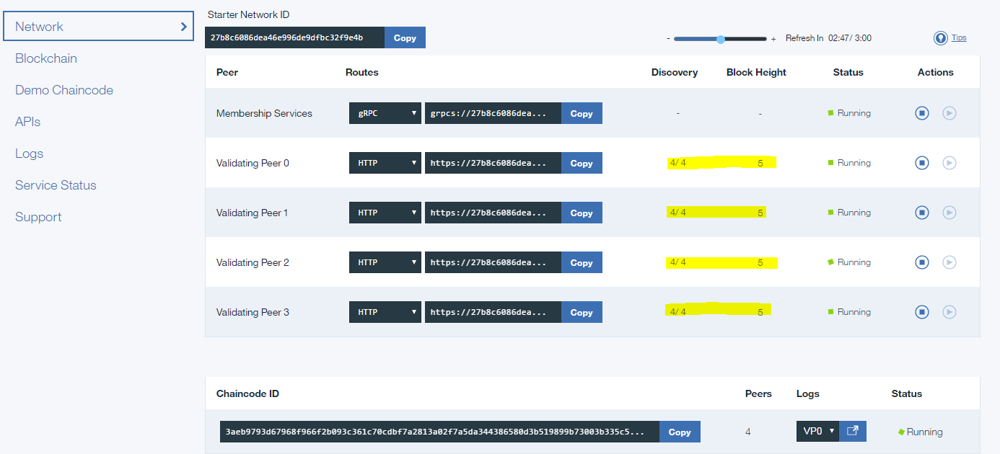 Starter Network ID
Network
27b8c6086dea46e996de9dfbc32f9e4b Copy - + Refresh In 02:47/ 3:00 Tips
Blockchain
Demo Chaincode
APIs
Logs
Service Status
Support
Peer Routes Discovery Block Height Status Actions
Membership Services gRPC grpcs://27b8c6086dea... Copy - - Running
Validating Peer 0 HTTP https://27b8c6086dea... Copy 4/ 4 5 Running
Validating Peer 1 HTTP https://27b8c6086dea... Copy 4/ 4 5 Running
Validating Peer 2 HTTP https://27b8c6086dea... Copy 4/ 4 5 Running
Validating Peer 3 HTTP https://27b8c6086dea... Copy 4/ 4 5 Running
Chaincode ID Peers Logs Status
3aeb9793d67968f966f2b093c361c70cdbf7a2813a02f7a5da344386580d3b519899b73003b335c5... Copy 4 VP0 Running